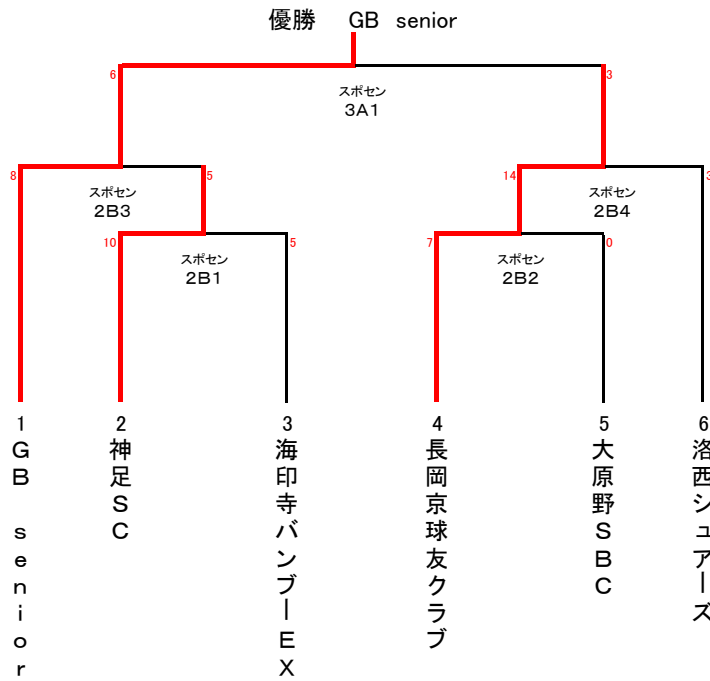 優勝 GB senior
6
3
スポセン
3A1
8
5
14
3
スポセン
2B3
スポセン
2B4
10
5
7
0
スポセン
2B1
スポセン
2B2
1
GB senior
2
神足SC
3
海印寺バンブーEX
4
長岡京球友クラブ
5
大原野SBC
6
洛西シュアーズ